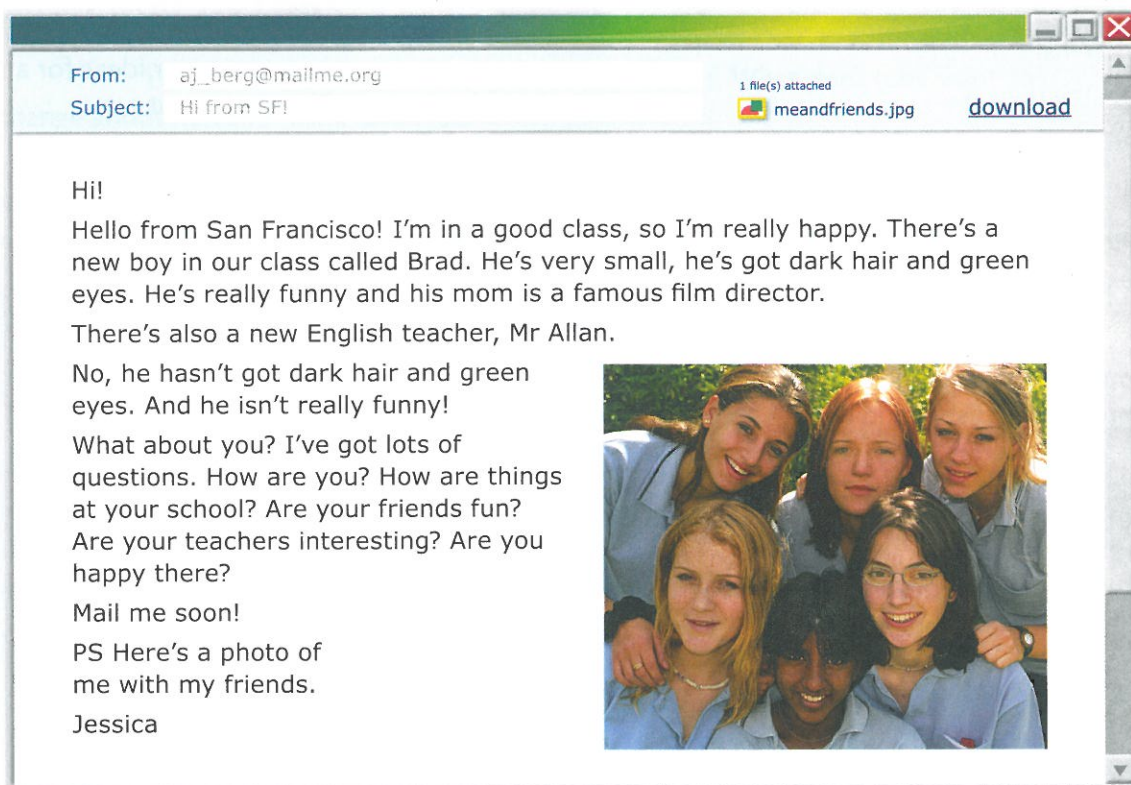 From: aj_berg@mailme.org
1 file(s) attached
Subject: Hi from SF!
meandfriends.jpg download
Hi!
Hello from San Francisco! I'm in a good class, so I'm really happy. There's a
new boy in our class called Brad. He's very small, he's got dark hair and green
eyes. He's really funny and his mom is a famous film director.
There's also a new English teacher, Mr Allan.
No, he hasn't got dark hair and green
eyes. And he isn't really funny!
What about you? I've got lots of
questions. How are you? How are things
at your school? Are your friends fun?
Are your teachers interesting? Are you
happy there?
Mail me soon!
PS Here's a photo of
me with my friends.
Jessica